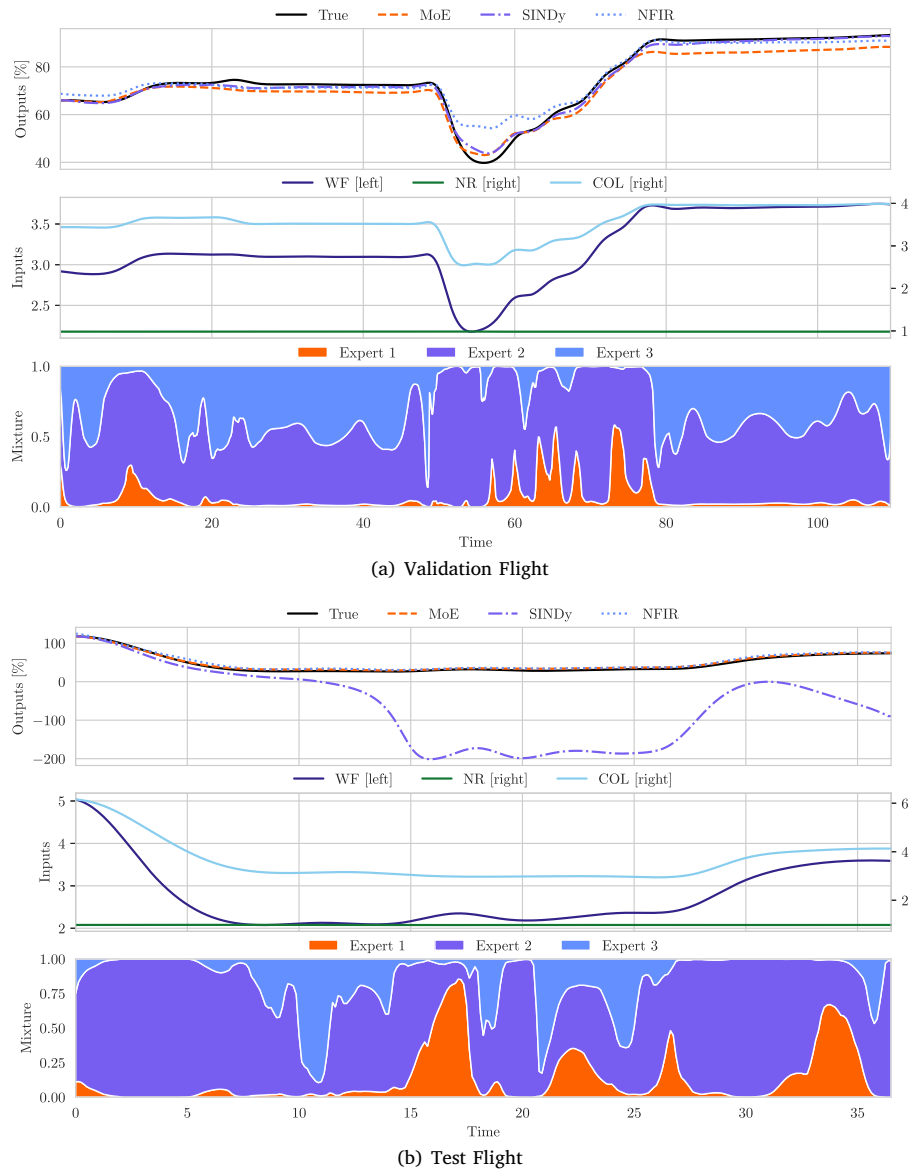 True MoE SINDy NFIR
Outputs [%]
80
60
40
WF [left] NR [right] COL [right]
Inputs
3.5
3.0
2.5
4
3
2
1
Expert 1 Expert 2 Expert 3
Mixture
1.0
0.5
0.0
0 20 40 60 80 100
Time
(a) Validation Flight
True MoE SINDy NFIR
Outputs [%]
100
0
−100
−200
WF [left] NR [right] COL [right]
Inputs
5
4
3
2
6
4
2
Expert 1 Expert 2 Expert 3
Mixture
1.00
0.75
0.50
0.25
0.00
0 5 10 15 20 25 30 35
Time
(b) Test Flight